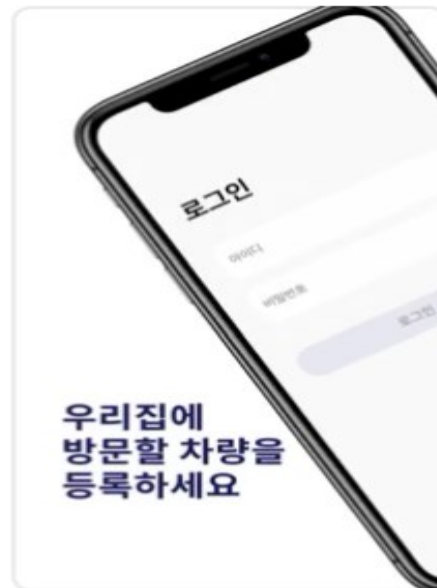 로그인
아이디
비밀번호
로그인
우리집에
방문할 차량을
등록하세요